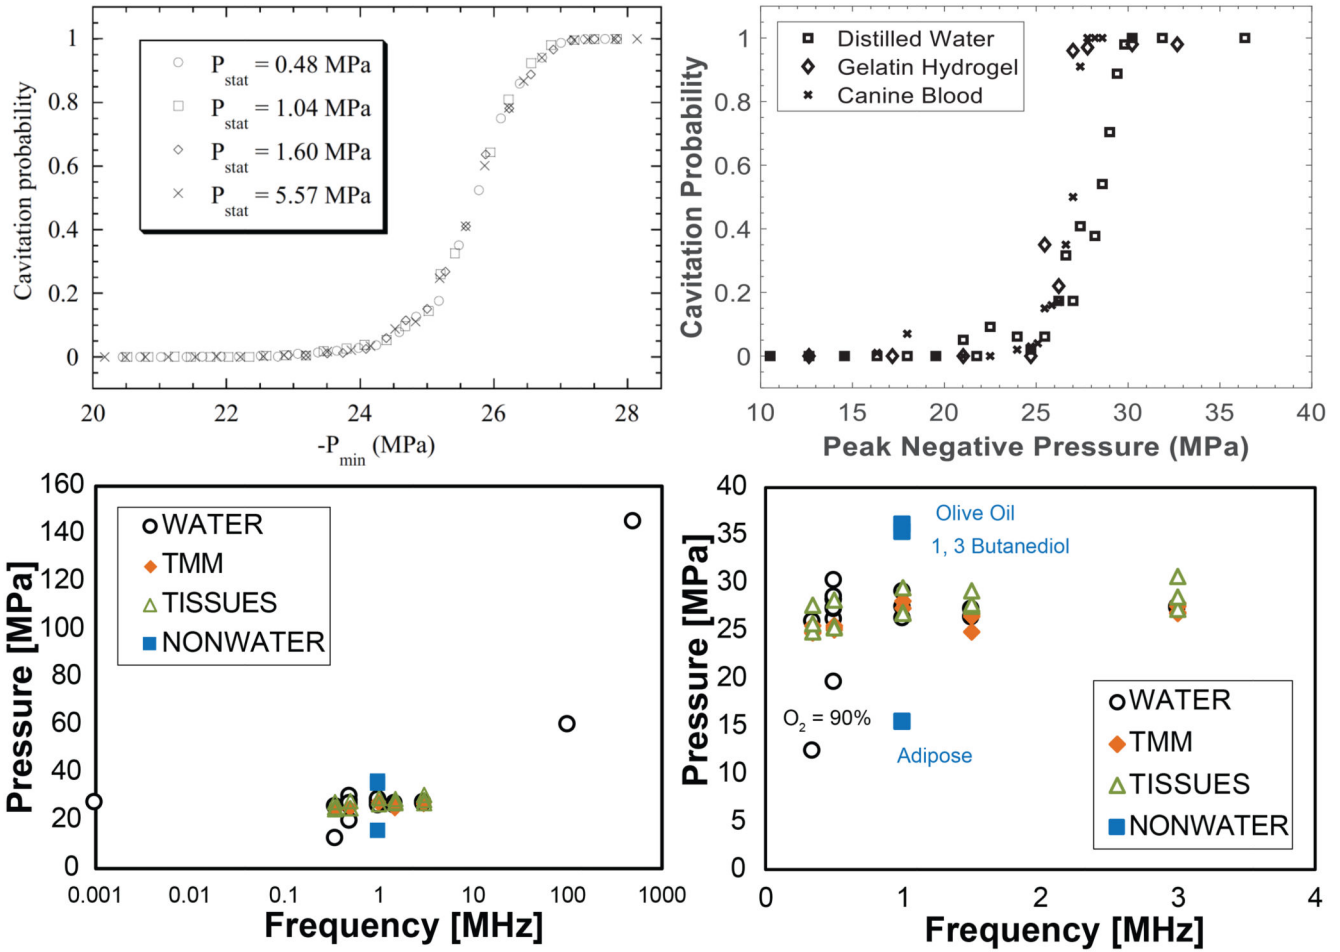 1
0.8
0.6
0.4
0.2
0
Cavitation probability
P stat = 0.48 MPa
P stat = 1.04 MPa
P stat = 1.60 MPa
P stat = 5.57 MPa
20 22 24 26 28
-P min (MPa)
1
0.8
0.6
0.4
0.2
0
Cavitation Probability
Distilled Water
Gelatin Hydrogel
Canine Blood
10 15 20 25 30 35 40
Peak Negative Pressure (MPa)
160
140
120
100
80
60
40
20
0
Pressure [MPa]
WATER
TMM
TISSUES
NONWATER
0.001 0.01 0.1 1 10 100 1000
Frequency [MHz]
40
35
30
25
20
15
10
5
0
Pressure [MPa]
Olive Oil
1, 3 Butanediol
O2 = 90%
Adipose
WATER
TMM
TISSUES
NONWATER
0 1 2 3 4
Frequency [MHz]